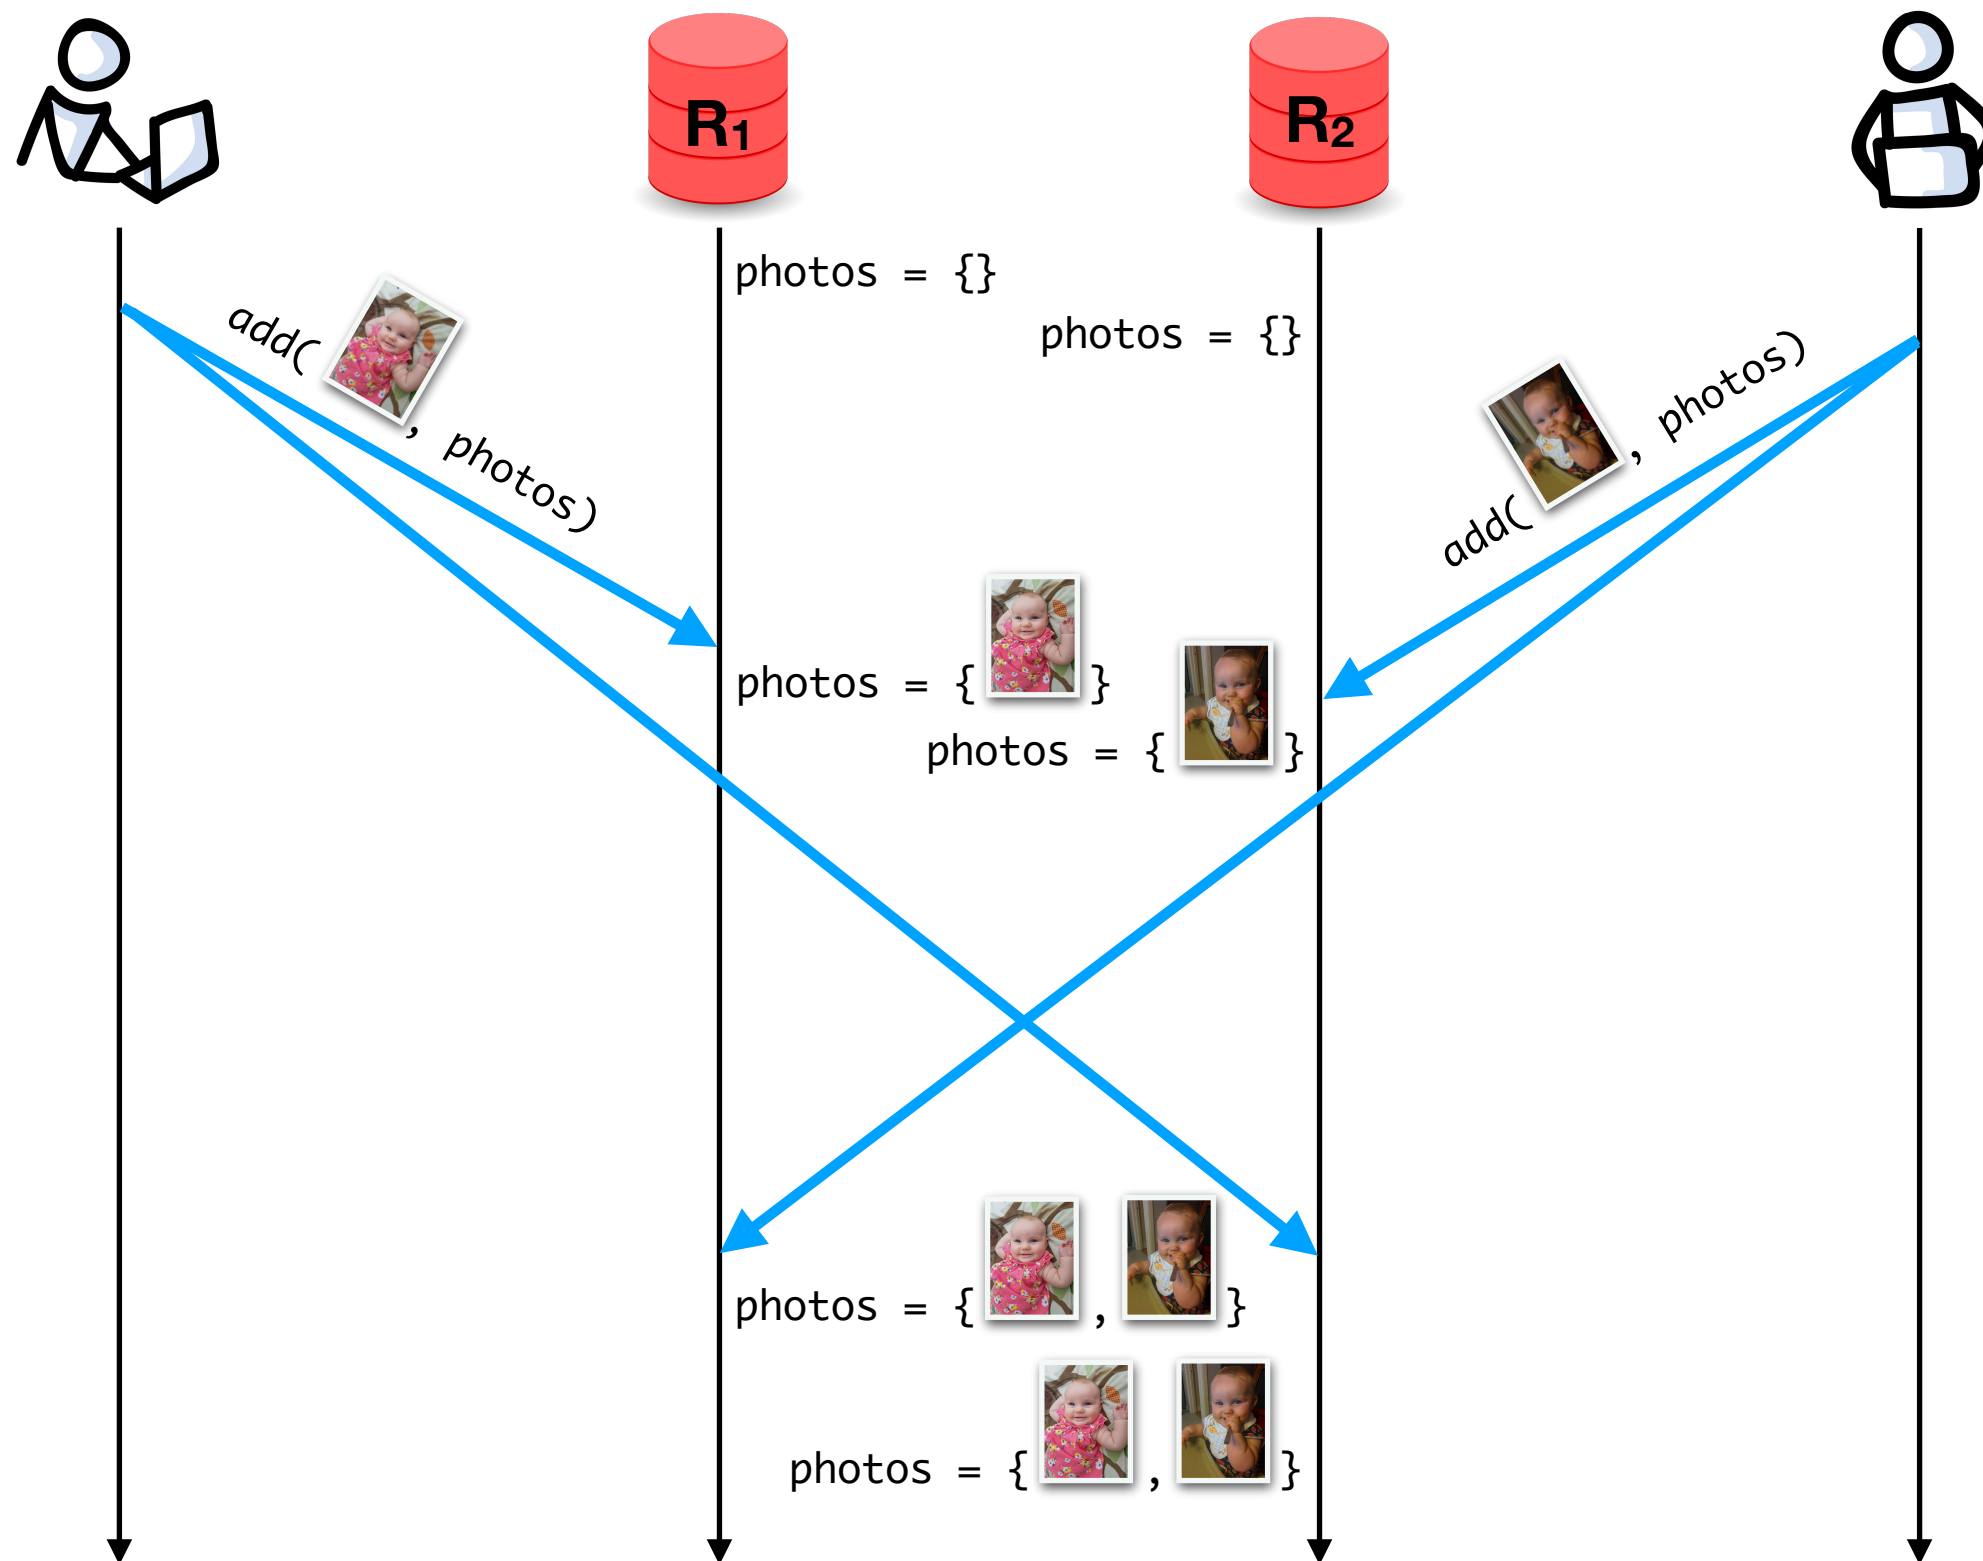 R₁
R₂
photos = {}
photos = {}
add( , photos)
add( , photos)
photos = { }
photos = { }
photos = { , }
photos = { , }